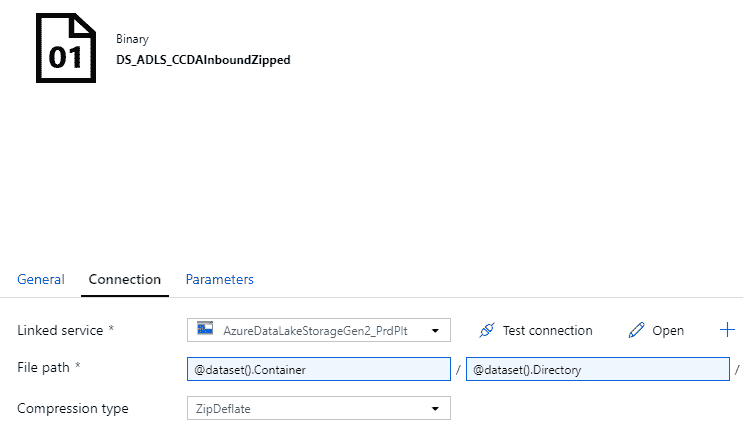 01
Binary
DS_ADLS_CCDAInboundZipped
General Connection Parameters
Linked service * AzureDataLakeStorageGen2_PrdPlt Test connection Open
File path * @dataset().Container / @dataset().Directory /
Compression type ZipDeflate